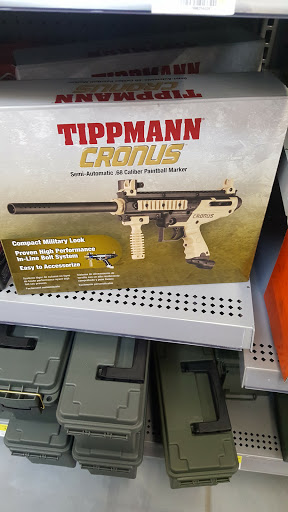 TIPPMANN
TIPPMANN
CRONUS
Semi-Automatic .68 Caliber Paintball Marker
CRONUS
Compact Military Look
Proven High Performance
In-Line Bolt System
Easy to Accessorize